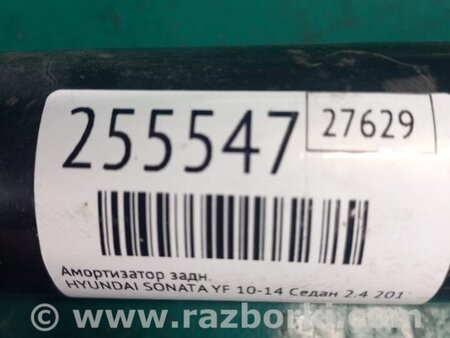 255547
27629
Амортизатор задн.
HYUNDAI SONATA YF 10-14 Седан 2.4 201
© www.razborki.com